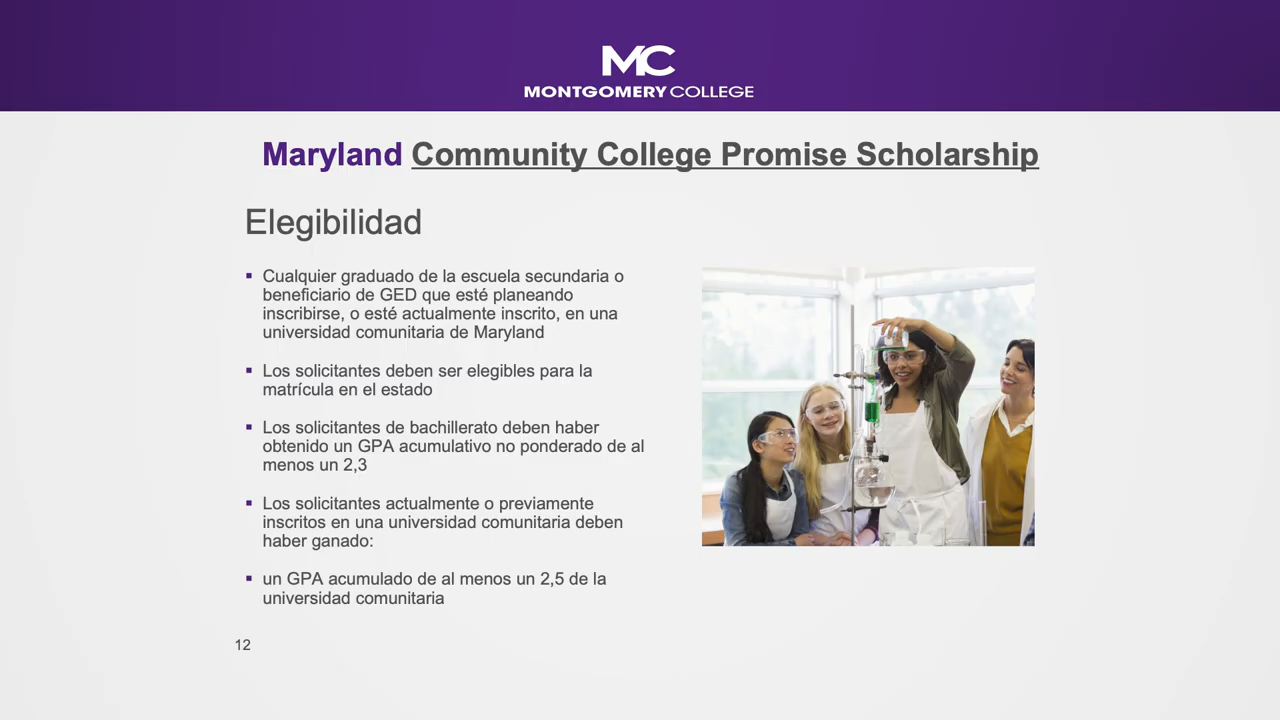 MC
MONTGOMERY COLLEGE
Maryland Community College Promise Scholarship
Elegibilidad
▪ Cualquier graduado de la escuela secundaria o
beneficiario de GED que esté planeando
inscribirse, o esté actualmente inscrito, en una
universidad comunitaria de Maryland
▪ Los solicitantes deben ser elegibles para la
matrícula en el estado
▪ Los solicitantes de bachillerato deben haber
obtenido un GPA acumulativo no ponderado de al
menos un 2,3
▪ Los solicitantes actualmente o previamente
inscritos en una universidad comunitaria deben
haber ganado:
▪ un GPA acumulado de al menos un 2,5 de la
universidad comunitaria
12